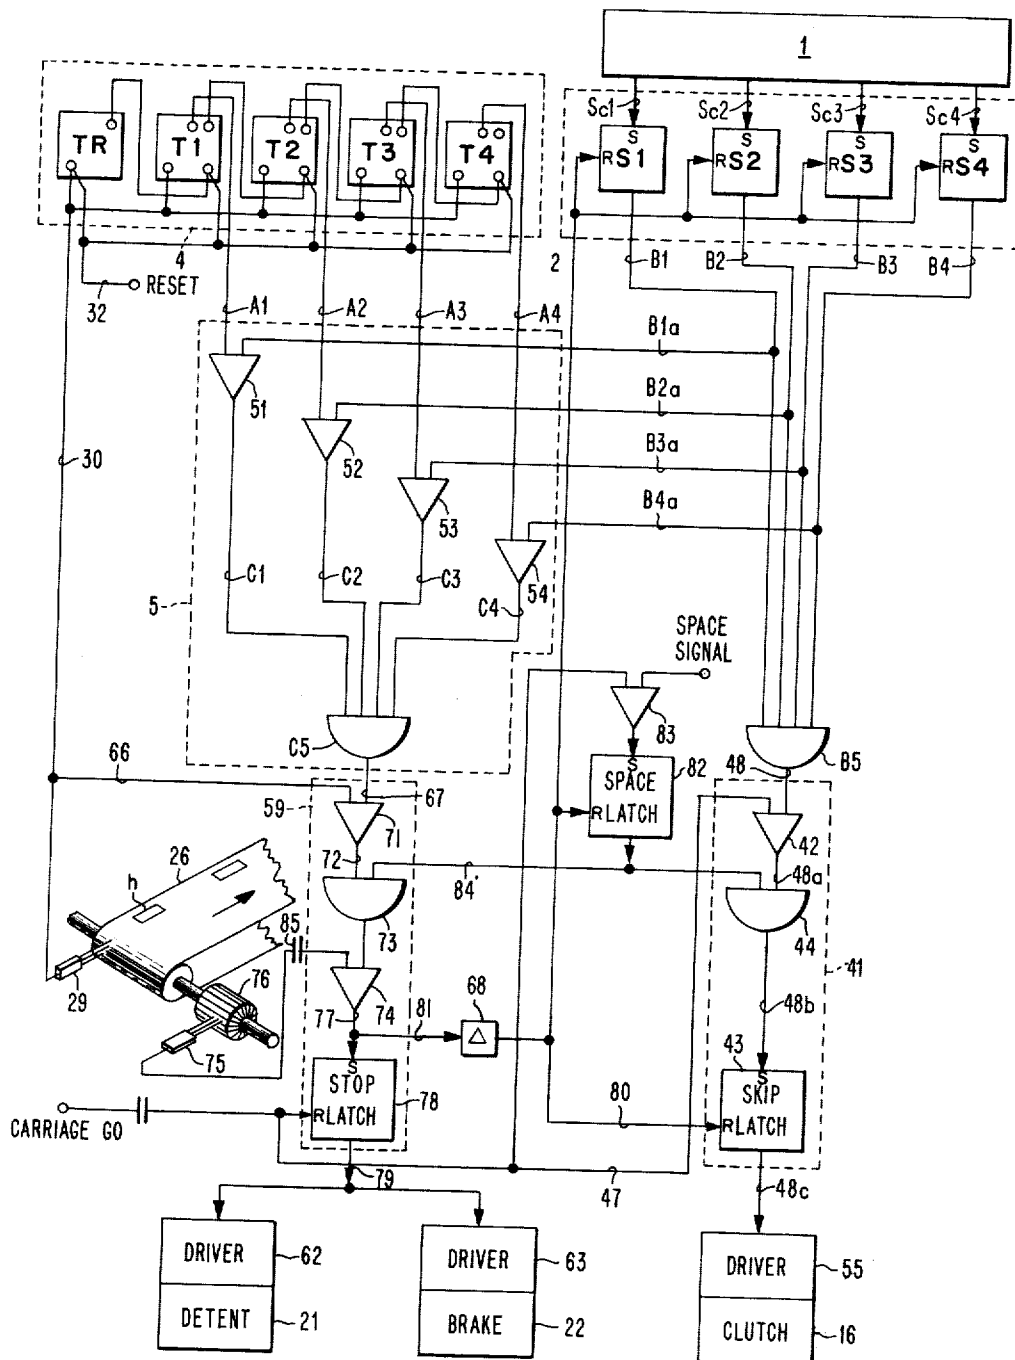 1
Sc1 Sc2 Sc3 Sc4
TR T1 T2 T3 T4
S S S S
R S1 R S2 R S3 R S4
4
2
B1 B2 B3 B4
RESET
32
A1 A2 A3 A4
B1a
51
B2a
30
52
B3a
53
B4a
54
C1 C2 C3 C4
5
SPACE
SIGNAL
83
C5
B5
66
67
48
59
S
SPACE
R LATCH
82
71
42
72
84'
48a
26
h
73
44
85
41
76
74
68
29
77
81
Δ
48b
75
43
S
STOP
R LATCH
78
80
S
SKIP
R LATCH
CARRIAGE GO
79
47
48c
DRIVER
62
DRIVER
63
DRIVER
55
DETENT
21
BRAKE
22
CLUTCH
16